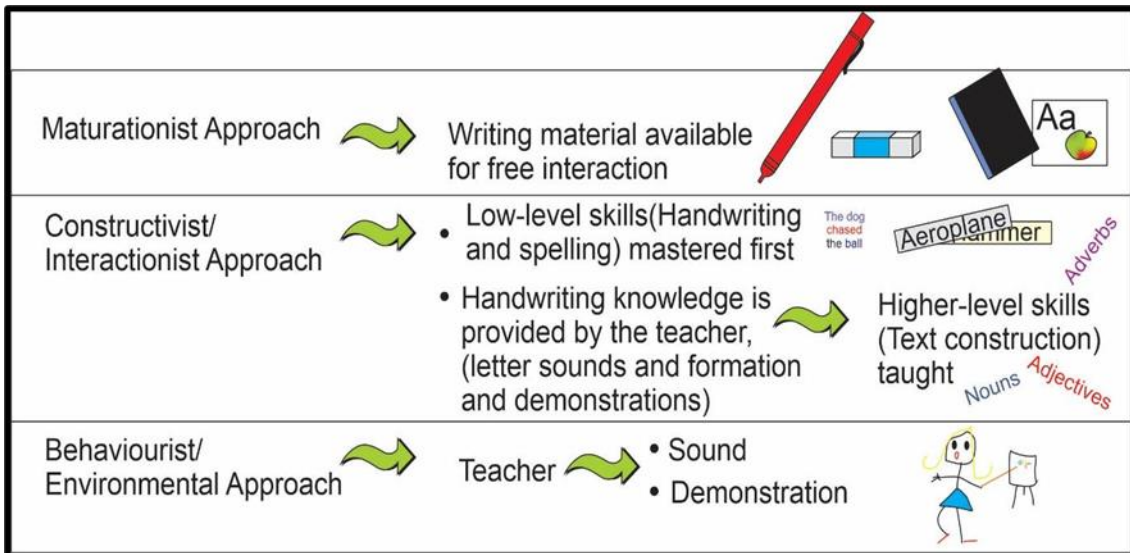 Maturationist Approach
Writing material available
for free interaction
Aa
Constructivist/
Interactionist Approach
• Low-level skills(Handwriting
and spelling) mastered first
The dog
chased
the ball
Aeroplane
Adverbs
• Handwriting knowledge is
provided by the teacher,
(letter sounds and formation
and demonstrations)
Higher-level skills
(Text construction)
taught
Nouns
Adjectives
Behaviourist/
Environmental Approach
Teacher
• Sound
• Demonstration